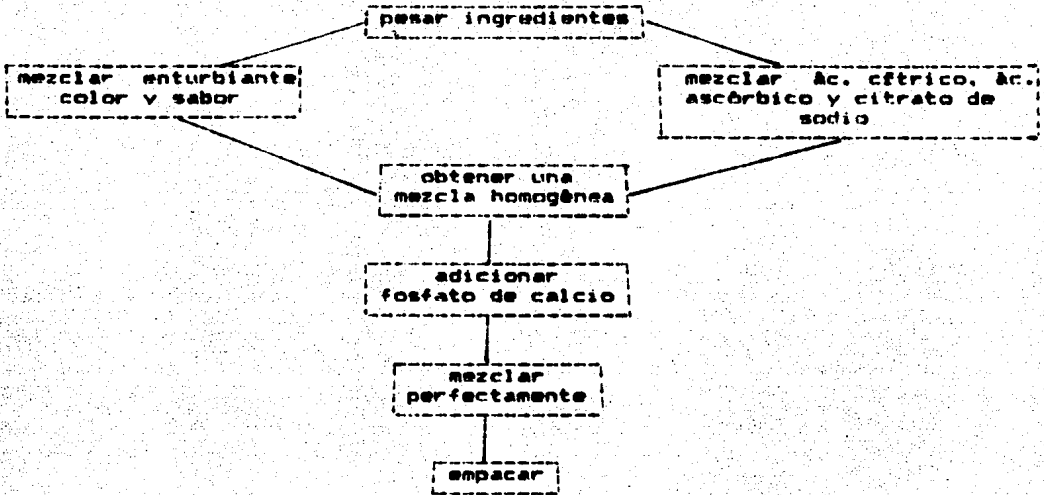 pesar ingredientes
mezclar enturbiante
color y sabor
mezclar àc. cítrico, àc.
ascòrbico y citrato de
sodio
obtener una
mezcla homogênea
adicionar
fosfato de calcio
mezclar
perfectamente
empacar